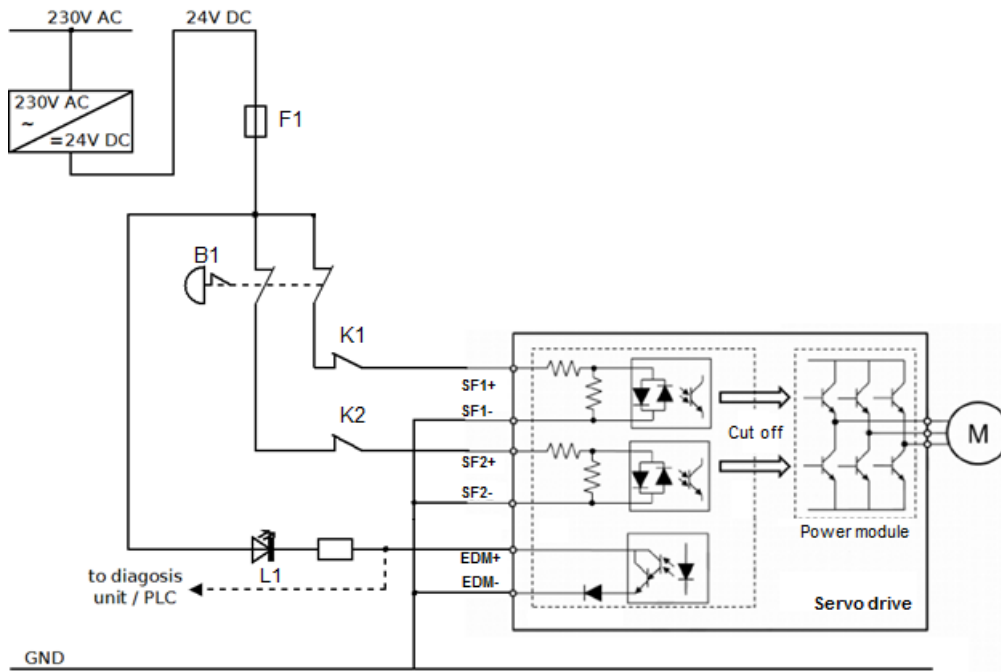 230V AC
24V DC
230V AC
~
=24V DC
F1
B1
K1
SF1+
SF1-
K2
Cut off
M
SF2+
SF2-
Power module
EDM+
L1
to diagosis
unit / PLC
EDM-
Servo drive
GND